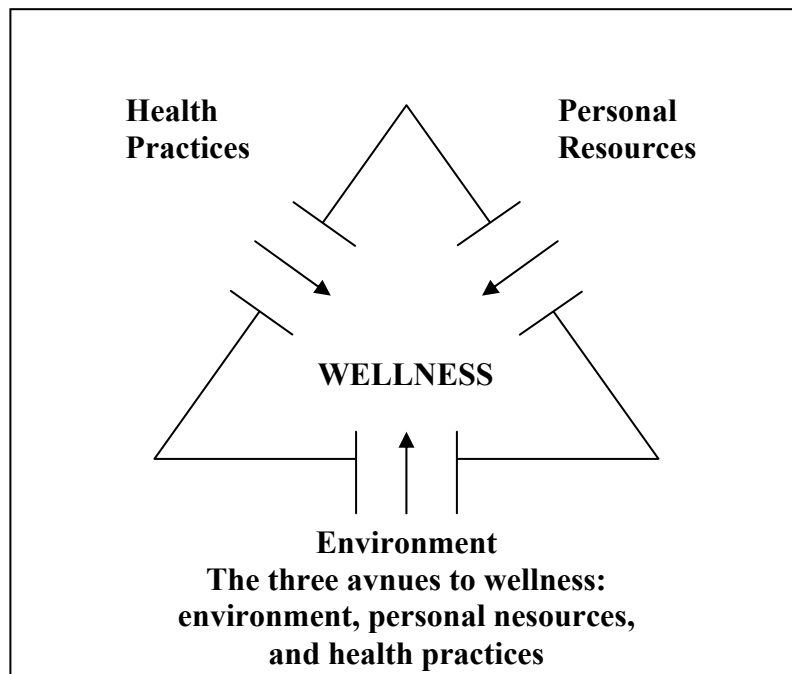 Health
Practices
Personal
Resources
WELLNESS
Environment
The three avnues to wellness:
environment, personal nesources,
and health practices